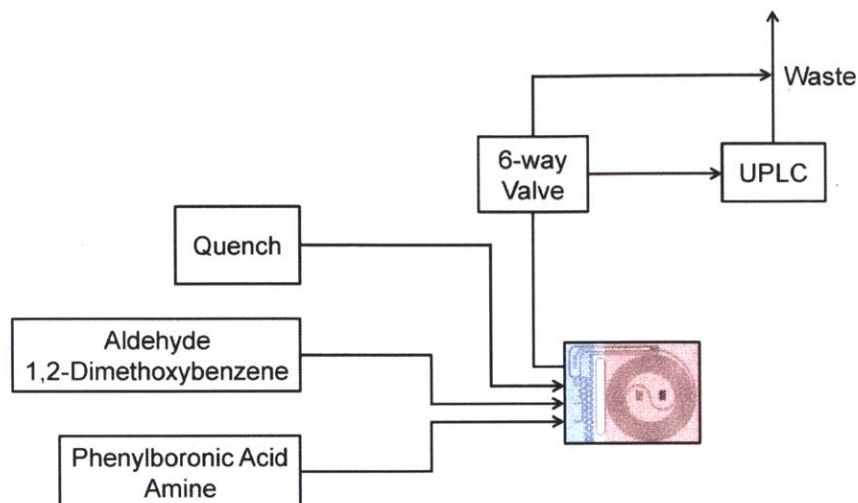 Waste
6-way
Valve
UPLC
Quench
Aldehyde
1,2-Dimethoxybenzene
Phenylboronic Acid
Amine